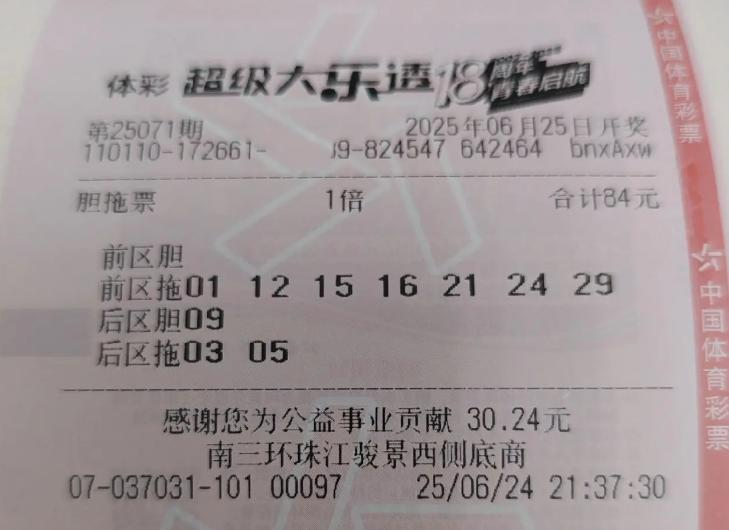 体彩 超级大乐透 18周年 青春启航
第25071期 2025年06月25日开奖
110110-172661- 9-824547 642464 bnxAxw
胆拖票 1倍 合计84元
前区胆
前区拖01 12 15 16 21 24 29
后区胆09
后区拖03 05
感谢您为公益事业贡献 30.24元
南三环珠江骏景西侧底商
07-037031-101 00097 25/06/24 21:37:30
中国体育彩票
中国体育彩票